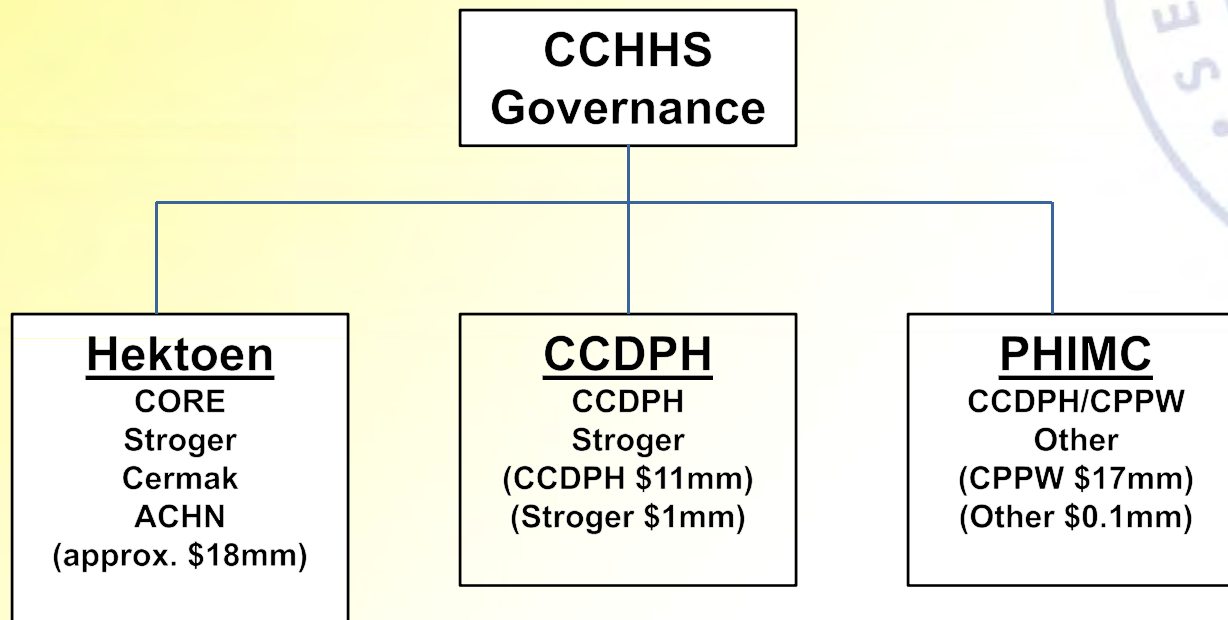 CCHHS
Governance
Hektoen
CORE
Stroger
Cermak
ACHN
(approx. $18mm)
CCDPH
CCDPH
Stroger
(CCDPH $11mm)
(Stroger $1mm)
PHIMC
CCDPH/CPPW
Other
(CPPW $17mm)
(Other $0.1mm)